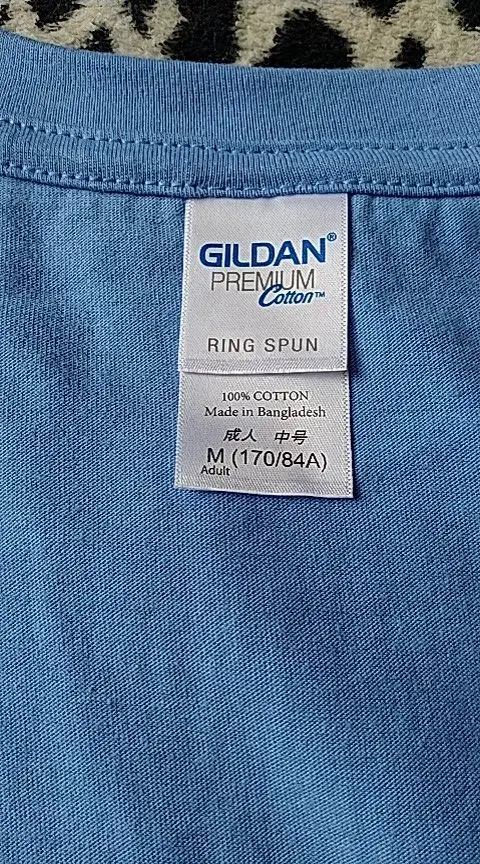 GILDAN®
PREMIUM
Cotton™
RING SPUN
100% COTTON
Made in Bangladesh
成人 中号
M (170/84A)
Adult